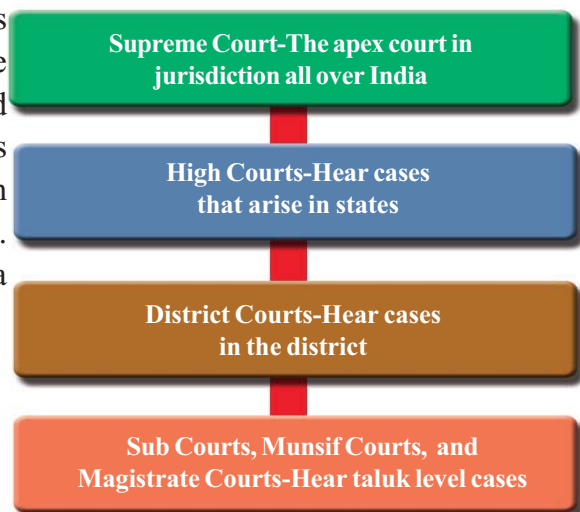 s
e
d
s
n
.
a
Supreme Court-The apex court in
jurisdiction all over India
High Courts-Hear cases
that arise in states
District Courts-Hear cases
in the district
Sub Courts, Munsif Courts, and
Magistrate Courts-Hear taluk level cases